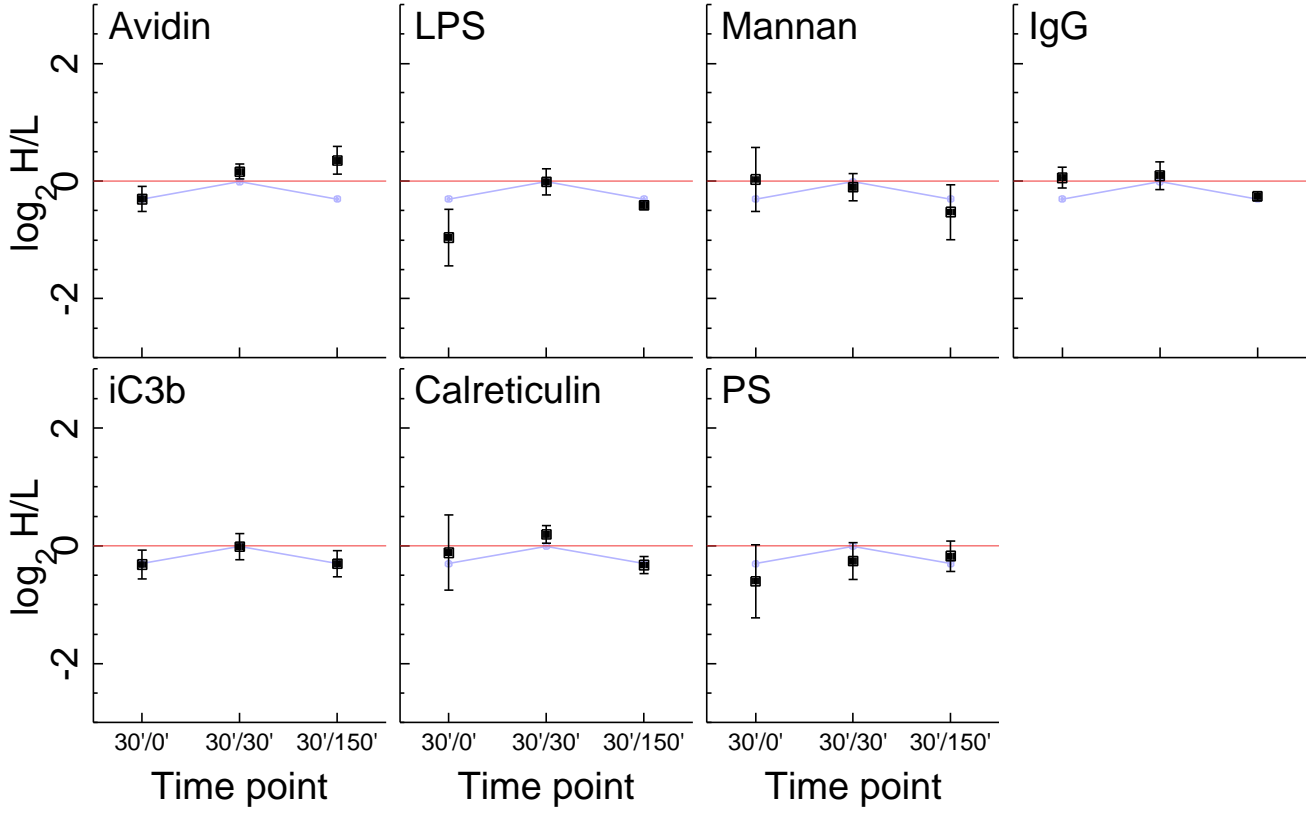 Avidin
LPS
Mannan
IgG
2
0
-2
log2 H/L
iC3b
Calreticulin
PS
2
0
-2
log2 H/L
30'/0' 30'/30' 30'/150'
30'/0' 30'/30' 30'/150'
30'/0' 30'/30' 30'/150'
Time point
Time point
Time point